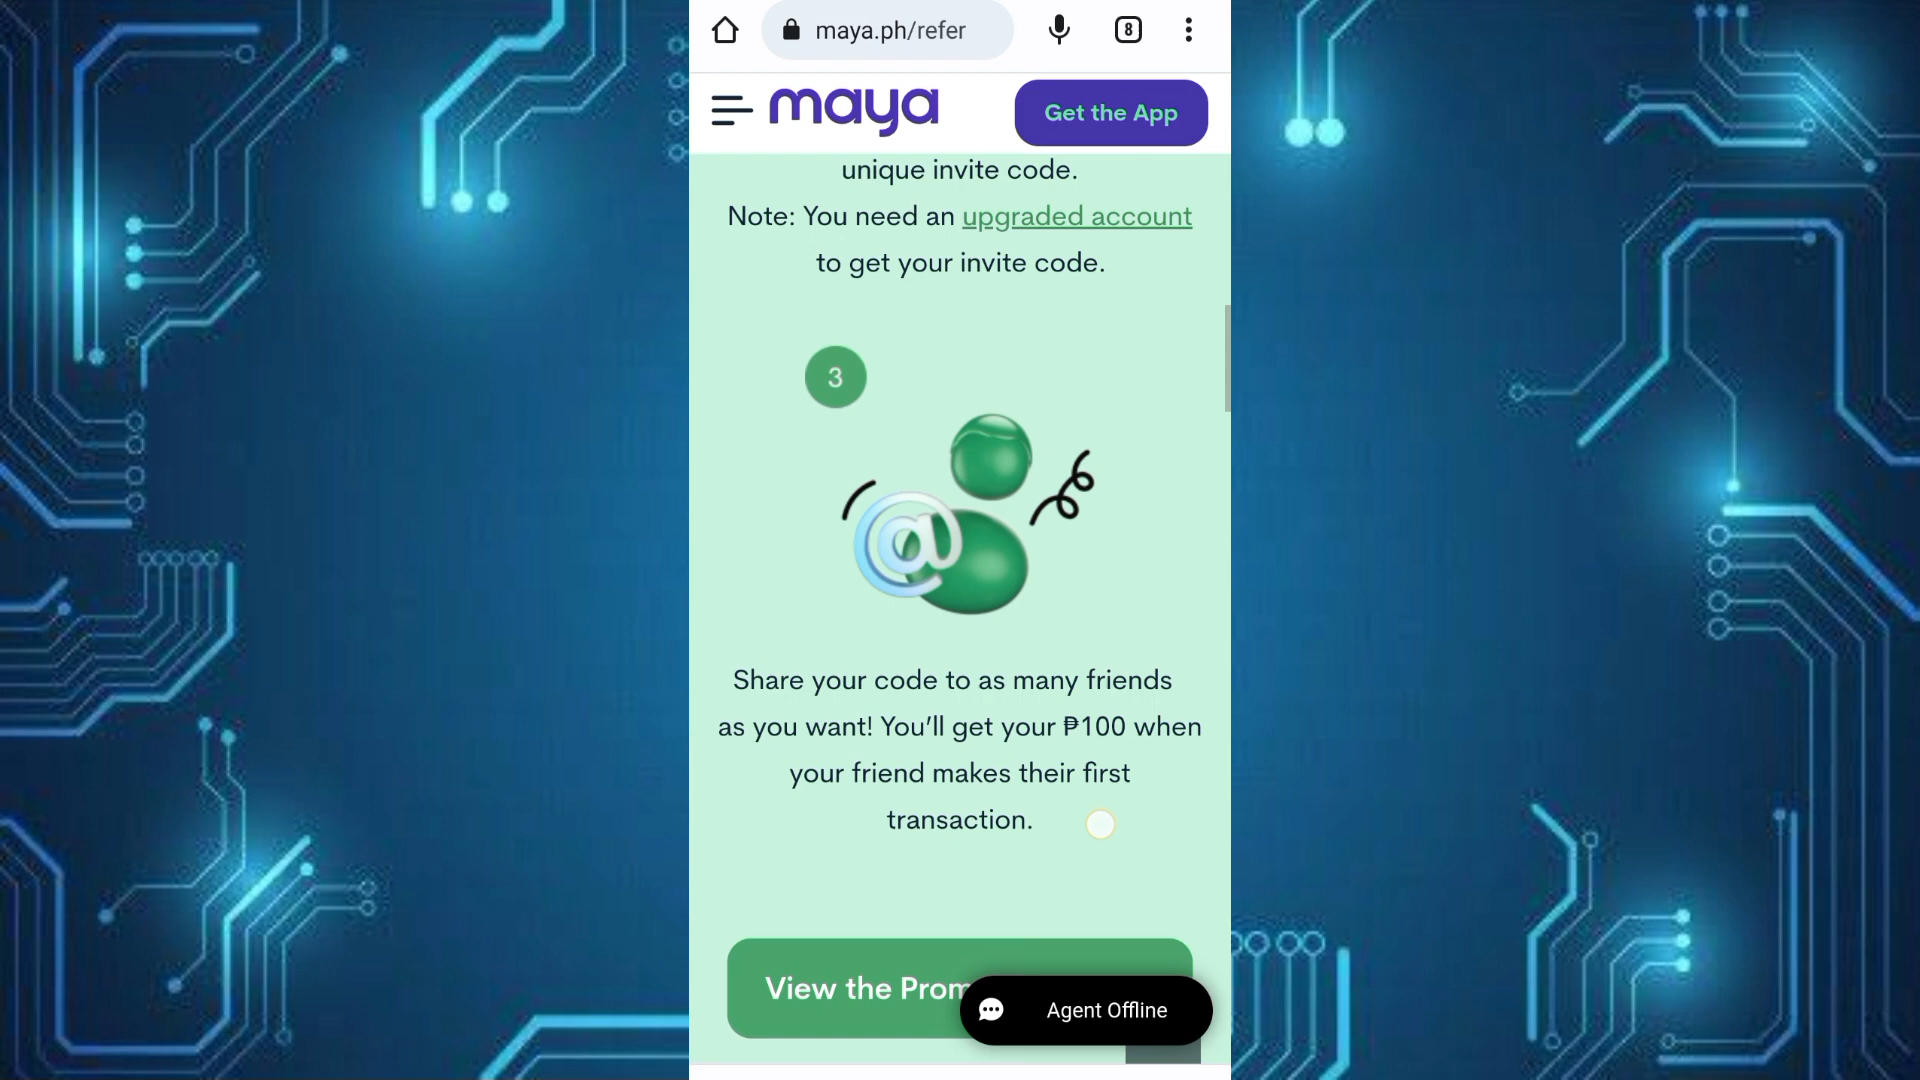 maya.ph/refer
8
maya
Get the App
unique invite code.
Note: You need an upgraded account
to get your invite code.
3
@
Share your code to as many friends
as you want! You’ll get your ₱100 when
your friend makes their first
transaction.
View the Prom
Agent Offline